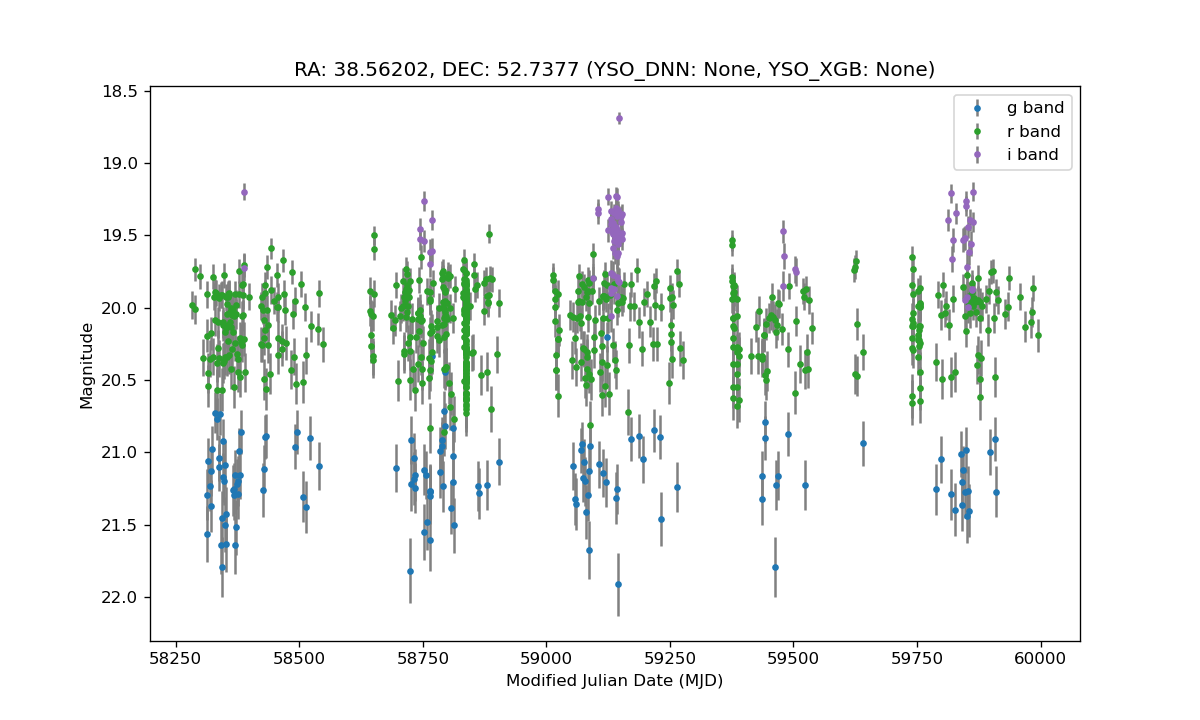 RA: 38.56202, DEC: 52.7377 (YSO_DNN: None, YSO_XGB: None)
g band
r band
i band
18.5
19.0
19.5
20.0
20.5
21.0
21.5
22.0
Magnitude
58250 58500 58750 59000 59250 59500 59750 60000
Modified Julian Date (MJD)